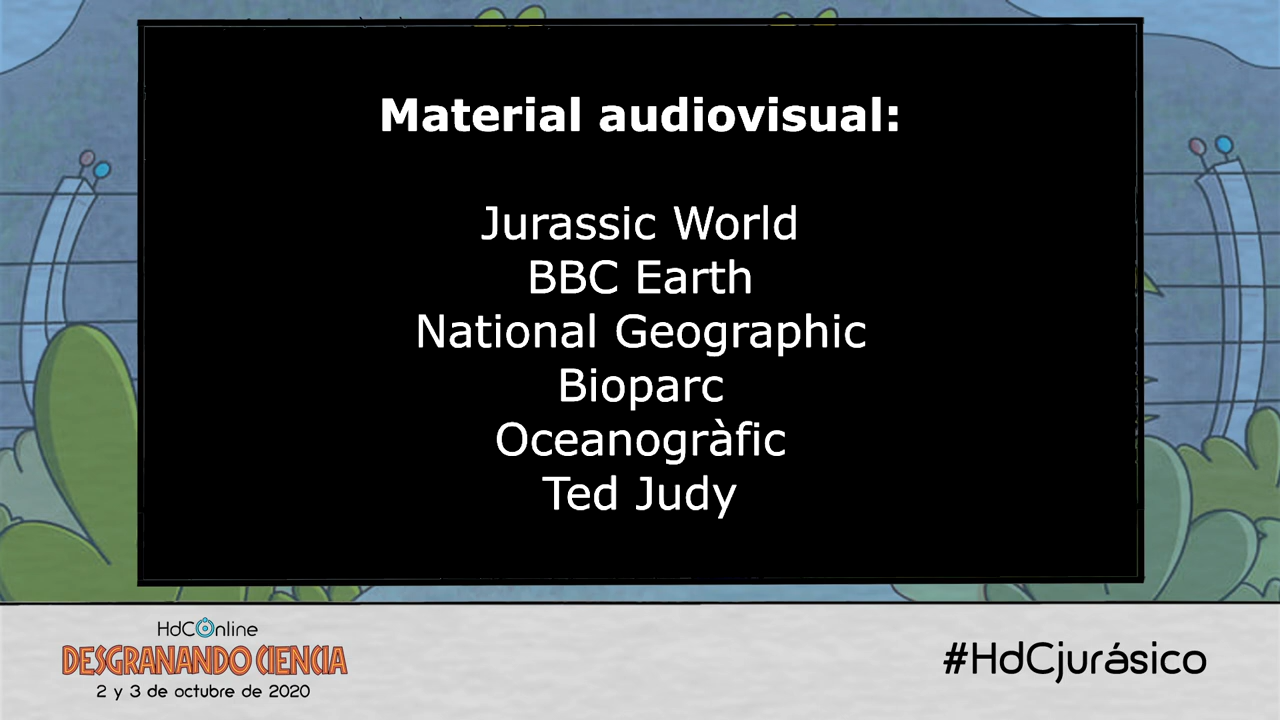 Material audiovisual:
Jurassic World
BBC Earth
National Geographic
Bioparc
Oceanogràfic
Ted Judy
HdCOnline
DESGRANANDO CIENCIA
2 y 3 de octubre de 2020
#HdCjurásico